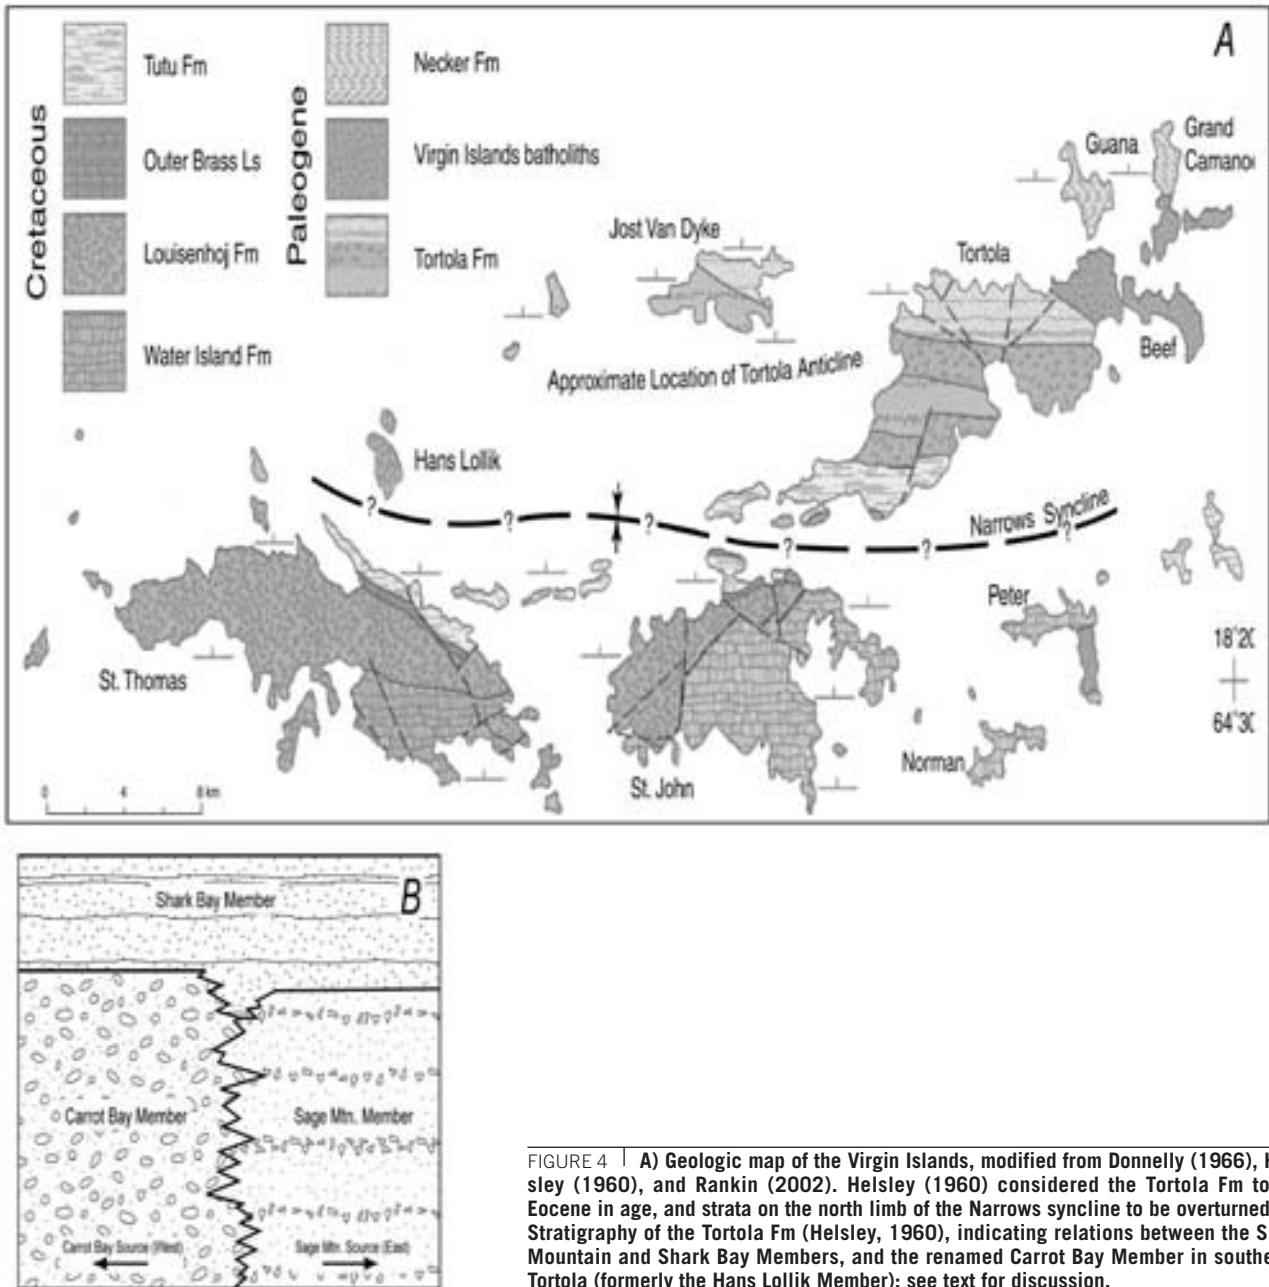 A
Cretaceous
Tutu Fm
Outer Brass Ls
Louisenhoj Fm
Water Island Fm
Paleogene
Necker Fm
Virgin Islands batholiths
Tortola Fm
Guana
Grand
Camano
Jost Van Dyke
Tortola
Beef
Approximate Location of Tortola Anticline
Hans Lollik
? ? ? ? ? ?
Narrows Syncline
Peter
18°20
64°30
St. Thomas
St. John
Norman
0 4 8 km
B
Shark Bay Member
Carrot Bay Member
Sage Mtn. Member
Carrot Bay Source (West)
Sage Mtn. Source (East)
FIGURE 4 A) Geologic map of the Virgin Islands, modified from Donnelly (1966), H
sley (1960), and Rankin (2002). Helsley (1960) considered the Tortola Fm to
Eocene in age, and strata on the north limb of the Narrows syncline to be overturned
Stratigraphy of the Tortola Fm (Helsley, 1960), indicating relations between the S
Mountain and Shark Bay Members, and the renamed Carrot Bay Member in southe
Tortola (formerly the Hans Lollik Member); see text for discussion.